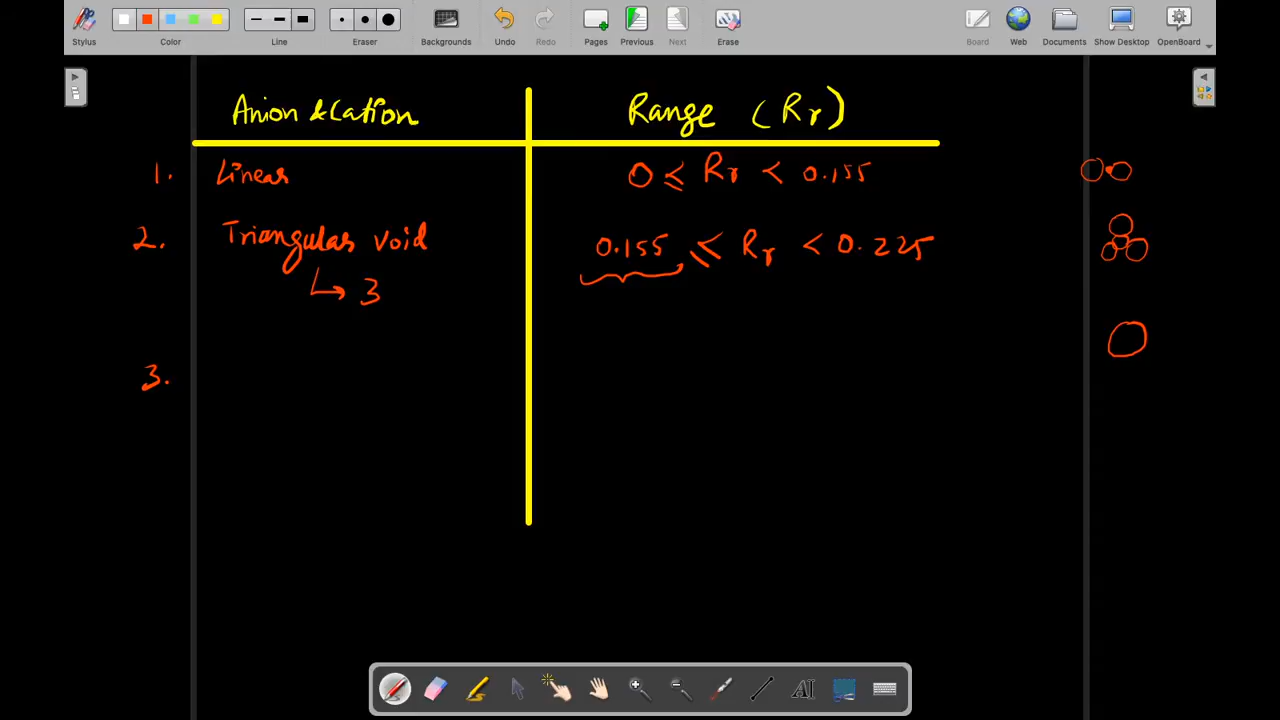 Stylus Color Line Eraser Backgrounds Undo Redo Pages Previous Next Erase Board Web Documents Show Desktop OpenBoard
Anion & Cation Range (Rr)
1. Linear 0 ≤ Rr < 0.155
2. Triangular void 0.155 ≤ Rr < 0.225
↳ 3
3.
AI